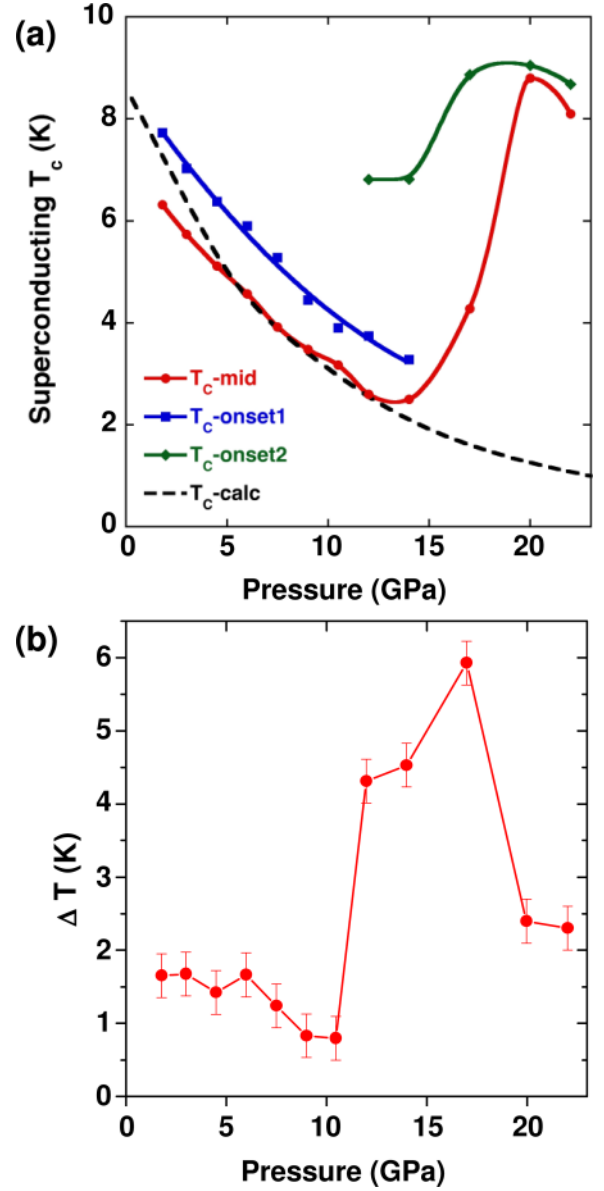 (a)
Superconducting Tc (K)
10
8
6
4
2
0
Tc-mid
Tc-onset1
Tc-onset2
Tc-calc
0 5 10 15 20
Pressure (GPa)
(b)
Δ T (K)
6
5
4
3
2
1
0
0 5 10 15 20
Pressure (GPa)